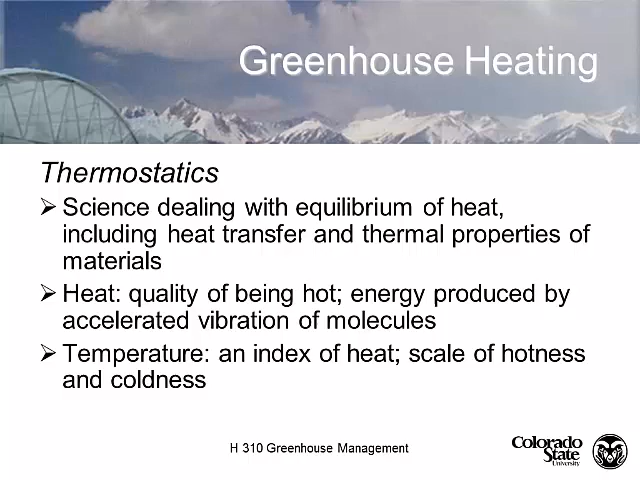 Greenhouse Heating
Thermostatics
➢ Science dealing with equilibrium of heat,
including heat transfer and thermal properties of
materials
➢ Heat: quality of being hot; energy produced by
accelerated vibration of molecules
➢ Temperature: an index of heat; scale of hotness
and coldness
H 310 Greenhouse Management
Colorado
State
University